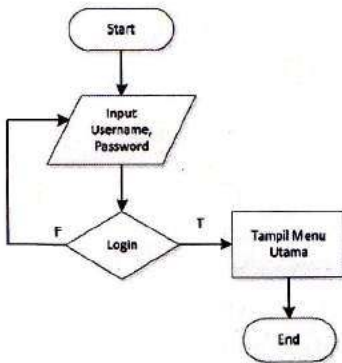 Start
Input
Username,
Password
F
Login
T
Tampil Menu
Utama
End